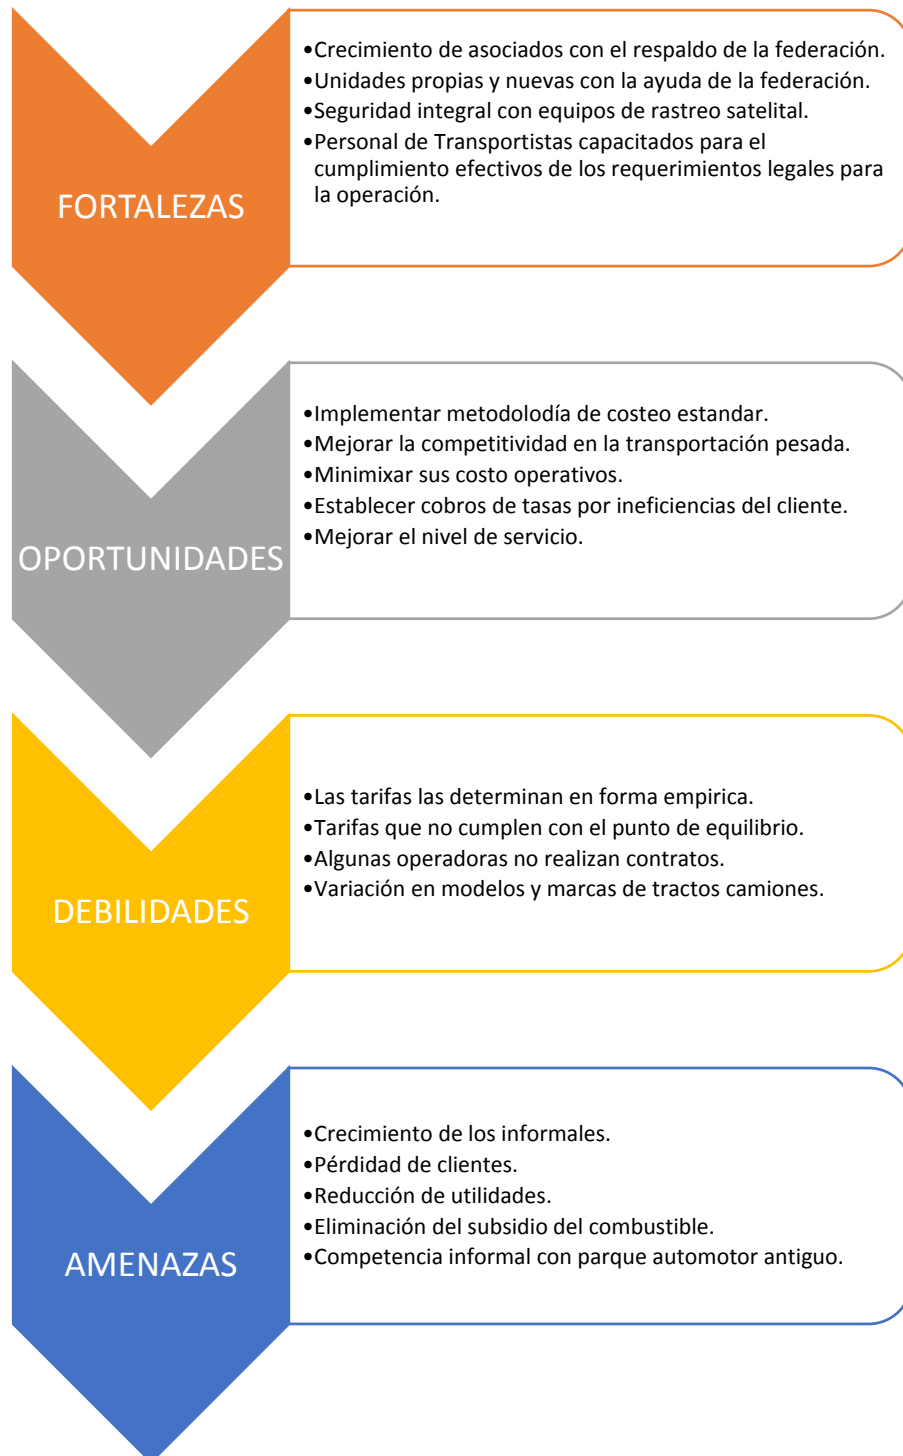 FORTALEZAS
•Crecimiento de asociados con el respaldo de la federación.
•Unidades propias y nuevas con la ayuda de la federación.
•Seguridad integral con equipos de rastreo satelital.
•Personal de Transportistas capacitados para el
cumplimiento efectivos de los requerimientos legales para
la operación.
OPORTUNIDADES
•Implementar metodolodía de costeo estandar.
•Mejorar la competitividad en la transportación pesada.
•Minimixar sus costo operativos.
•Establecer cobros de tasas por ineficiencias del cliente.
•Mejorar el nivel de servicio.
DEBILIDADES
•Las tarifas las determinan en forma empirica.
•Tarifas que no cumplen con el punto de equilibrio.
•Algunas operadoras no realizan contratos.
•Variación en modelos y marcas de tractos camiones.
AMENAZAS
•Crecimiento de los informales.
•Pérdidad de clientes.
•Reducción de utilidades.
•Eliminación del subsidio del combustible.
•Competencia informal con parque automotor antiguo.